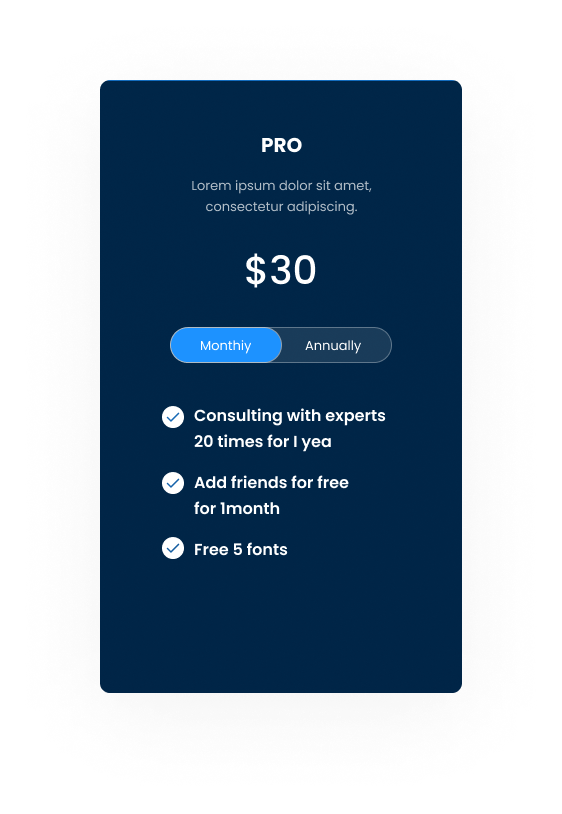 PRO
Lorem ipsum dolor sit amet,
consectetur adipiscing.
$30
Monthiy Annually
Consulting with experts
20 times for I yea
Add friends for free
for 1month
Free 5 fonts